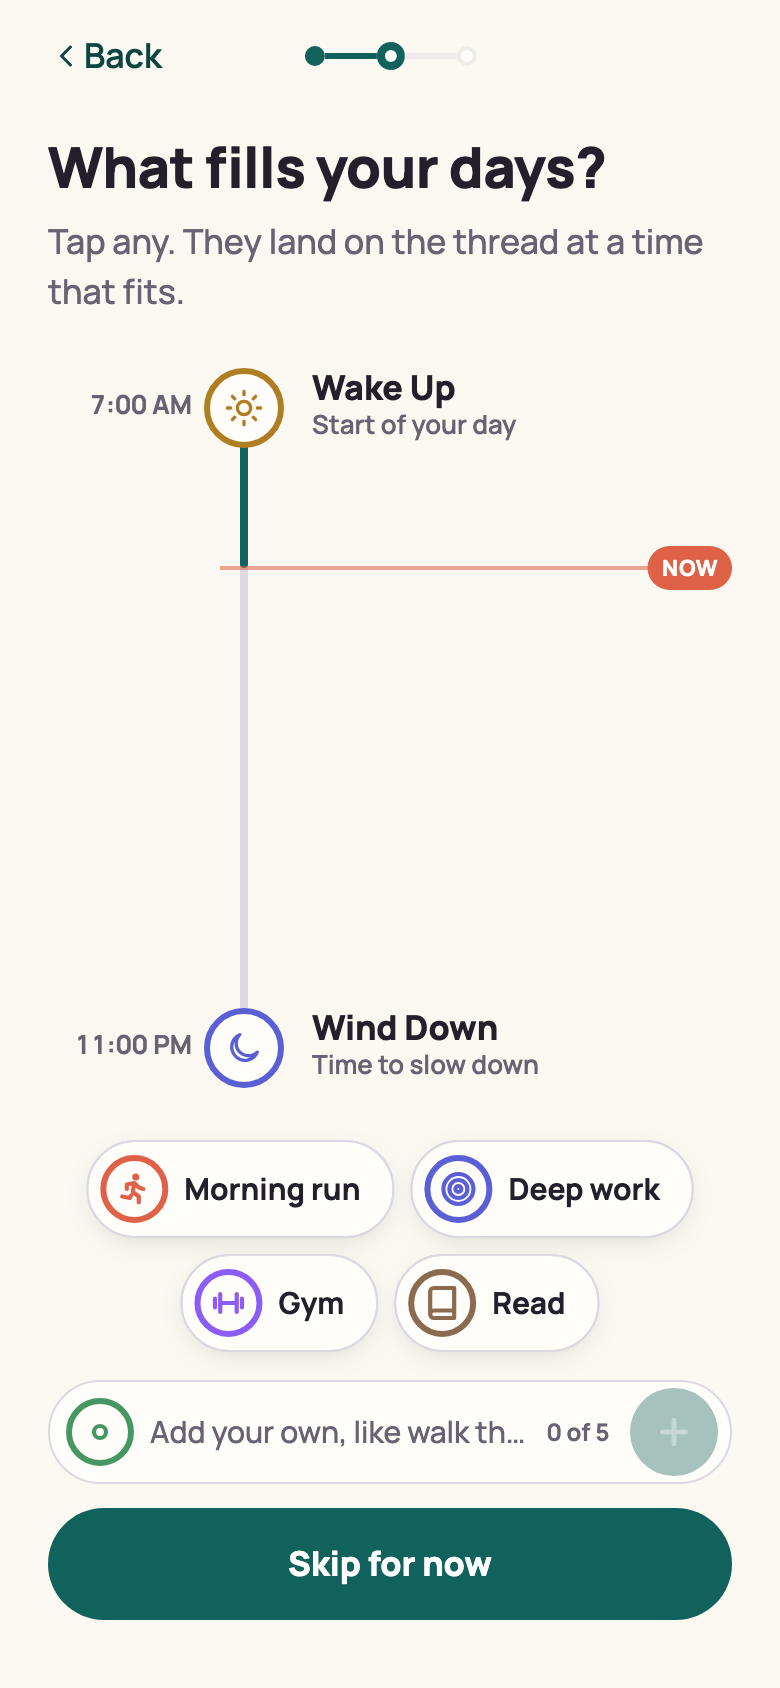 Back
What fills your days?
Tap any. They land on the thread at a time
that fits.
7:00 AM
Wake Up
Start of your day
NOW
11:00 PM
Wind Down
Time to slow down
Morning run
Deep work
Gym
Read
Add your own, like walk th...
0 of 5
Skip for now